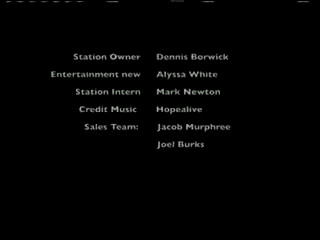 Station Owner Dennis Borwick
Entertainment new Alyssa White
Station Intern Mark Newton
Credit Music Hopealive
Sales Team: Jacob Murphree
Joel Burks